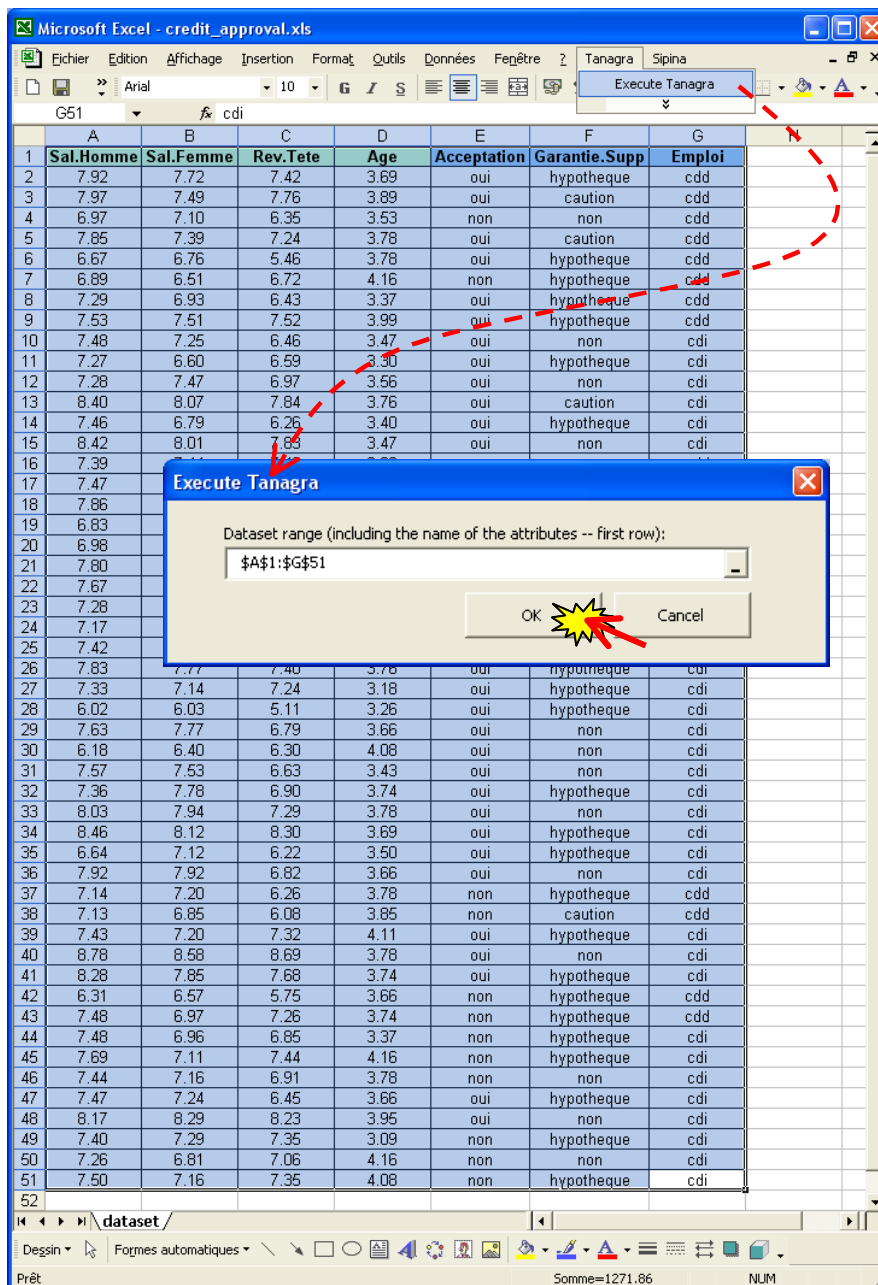 Microsoft Excel - credit_approval.xls
Fichier Edition Affichage Insertion Format Outils Données Fenêtre ? Tanagra Sipina
Arial 10 G I S Execute Tanagra
G51 fx cdi
A B C D E F G
1 Sal.Homme Sal.Femme Rev.Tete Age Acceptation Garantie.Supp Emploi
2 7.92 7.72 7.42 3.69 oui hypotheque cdd
3 7.97 7.49 7.76 3.89 oui caution cdd
4 6.97 7.10 6.35 3.53 non non cdd
5 7.85 7.39 7.24 3.78 oui caution cdd
6 6.67 6.76 5.46 3.78 oui hypotheque cdd
7 6.89 6.51 6.72 4.16 non hypotheque cdd
8 7.29 6.93 6.43 3.37 oui hypotheque cdd
9 7.53 7.51 7.52 3.99 oui hypotheque cdd
10 7.48 7.25 6.46 3.47 oui non cdi
11 7.27 6.60 6.59 3.30 oui hypotheque cdi
12 7.28 7.47 6.97 3.56 oui non cdi
13 8.40 8.07 7.84 3.76 oui caution cdi
14 7.46 6.79 6.26 3.40 oui hypotheque cdi
15 8.42 8.01 7.83 3.47 oui non cdi
16 7.39
17 7.47
18 7.86
19 6.83
20 6.98
21 7.80
22 7.67
23 7.28
24 7.17
25 7.42
Execute Tanagra
Dataset range (including the name of the attributes -- first row):
$A$1:$G$51
OK Cancel
26 7.83 7.77 7.40 3.76 oui hypotheque cdi
27 7.33 7.14 7.24 3.18 oui hypotheque cdi
28 6.02 6.03 5.11 3.26 oui hypotheque cdi
29 7.63 7.77 6.79 3.66 oui non cdi
30 6.18 6.40 6.30 4.08 oui non cdi
31 7.57 7.53 6.63 3.43 oui non cdi
32 7.36 7.78 6.90 3.74 oui hypotheque cdi
33 8.03 7.94 7.29 3.78 oui non cdi
34 8.46 8.12 8.30 3.69 oui hypotheque cdi
35 6.64 7.12 6.22 3.50 oui hypotheque cdi
36 7.92 7.92 6.82 3.66 oui non cdi
37 7.14 7.20 6.26 3.78 non hypotheque cdd
38 7.13 6.85 6.08 3.85 non caution cdd
39 7.43 7.20 7.32 4.11 oui hypotheque cdi
40 8.78 8.58 8.69 3.78 oui non cdi
41 8.28 7.85 7.68 3.74 oui hypotheque cdi
42 6.31 6.57 5.75 3.66 non hypotheque cdd
43 7.48 6.97 7.26 3.74 non hypotheque cdd
44 7.48 6.96 6.85 3.37 non hypotheque cdi
45 7.69 7.11 7.44 4.16 non hypotheque cdi
46 7.44 7.16 6.91 3.78 non non cdi
47 7.47 7.24 6.45 3.66 oui hypotheque cdi
48 8.17 8.29 8.23 3.95 oui non cdi
49 7.40 7.29 7.35 3.09 non hypotheque cdi
50 7.26 6.81 7.06 4.16 non non cdi
51 7.50 7.16 7.35 4.08 non hypotheque cdi
52
dataset
Dessin Formes automatiques
Prêt Somme=1271.86 NUM